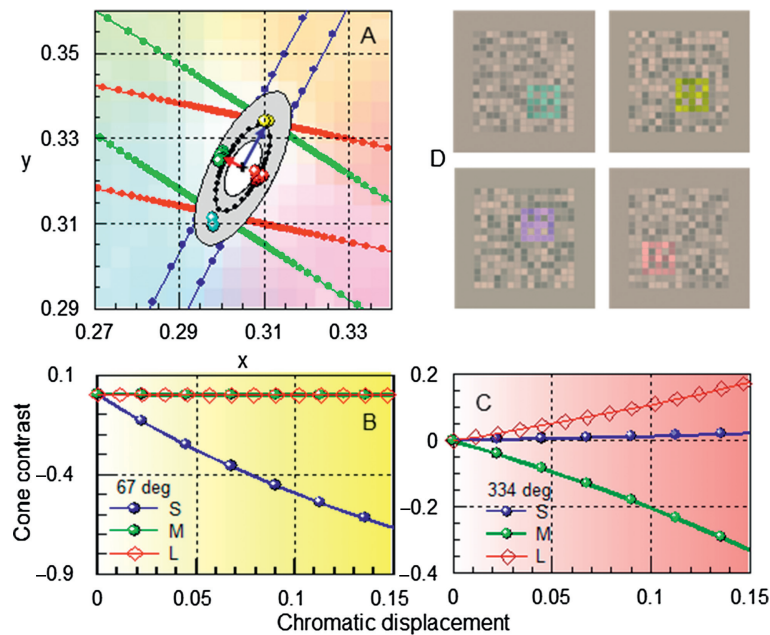 A
0.35
0.33
y
0.31
0.29
0.27 0.29 0.31 0.33
x
D
0.1
−0.4
−0.9
Cone contrast
B
67 deg
S
M
L
0 0.05 0.1 0.15
0.2
0
−0.2
−0.4
C
334 deg
S
M
L
0 0.05 0.1 0.15
Chromatic displacement